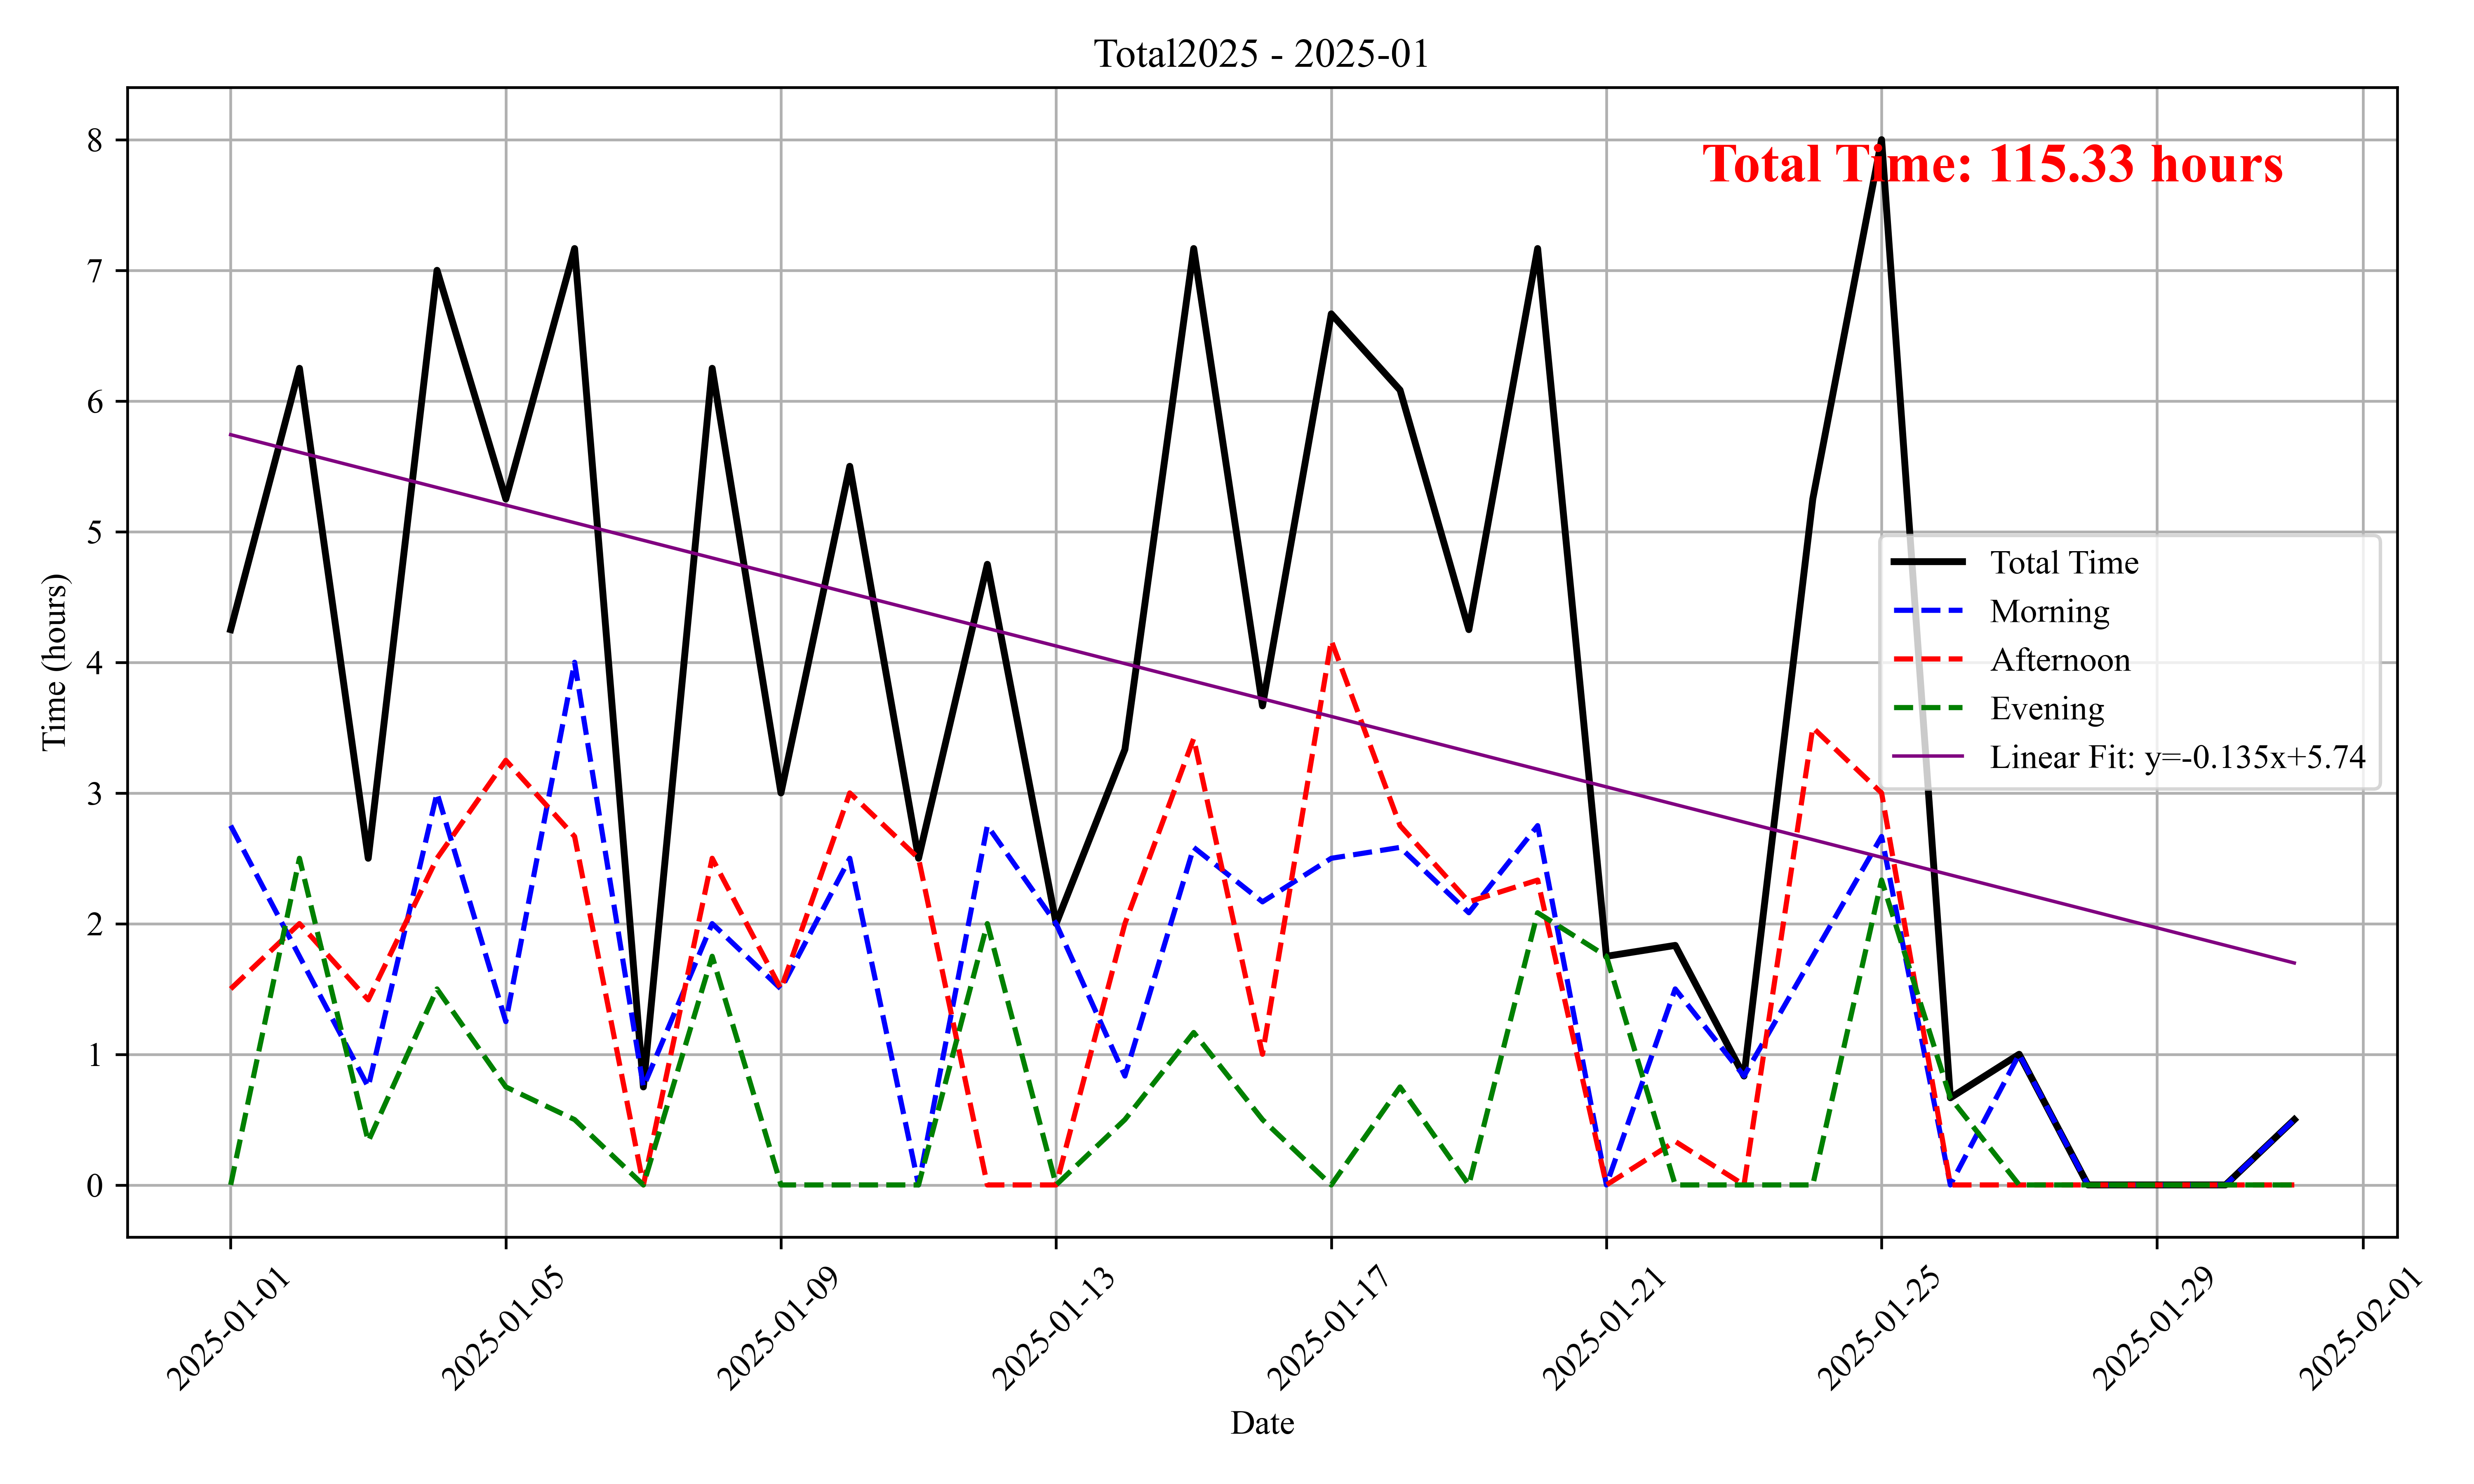 Total2025 - 2025-01
Total Time: 115.33 hours
8
7
6
5
4
3
2
1
0
Time (hours)
Total Time
Morning
Afternoon
Evening
Linear Fit: y=-0.135x+5.74
2025-01-01
2025-01-05
2025-01-09
2025-01-13
2025-01-17
2025-01-21
2025-01-25
2025-01-29
2025-02-01
Date